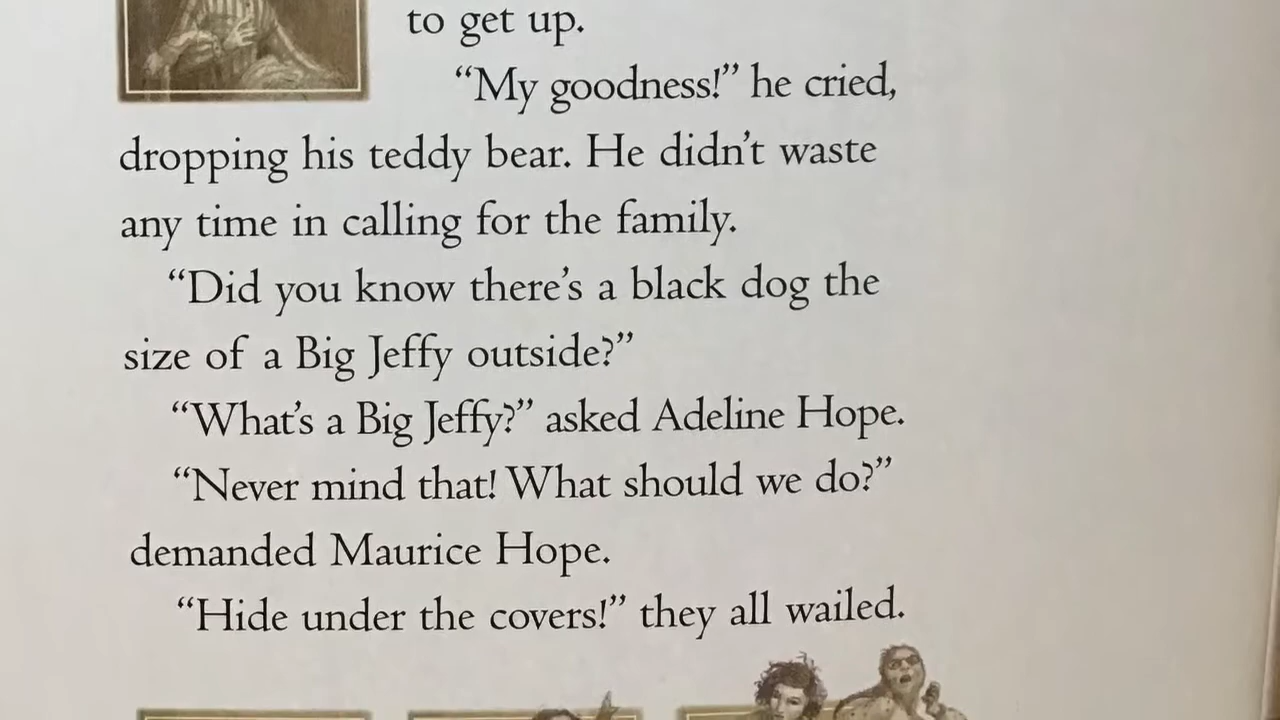 to get up.
“My goodness!” he cried,
dropping his teddy bear. He didn’t waste
any time in calling for the family.
“Did you know there’s a black dog the
size of a Big Jeffy outside?”
“What’s a Big Jeffy?” asked Adeline Hope.
“Never mind that! What should we do?”
demanded Maurice Hope.
“Hide under the covers!” they all wailed.